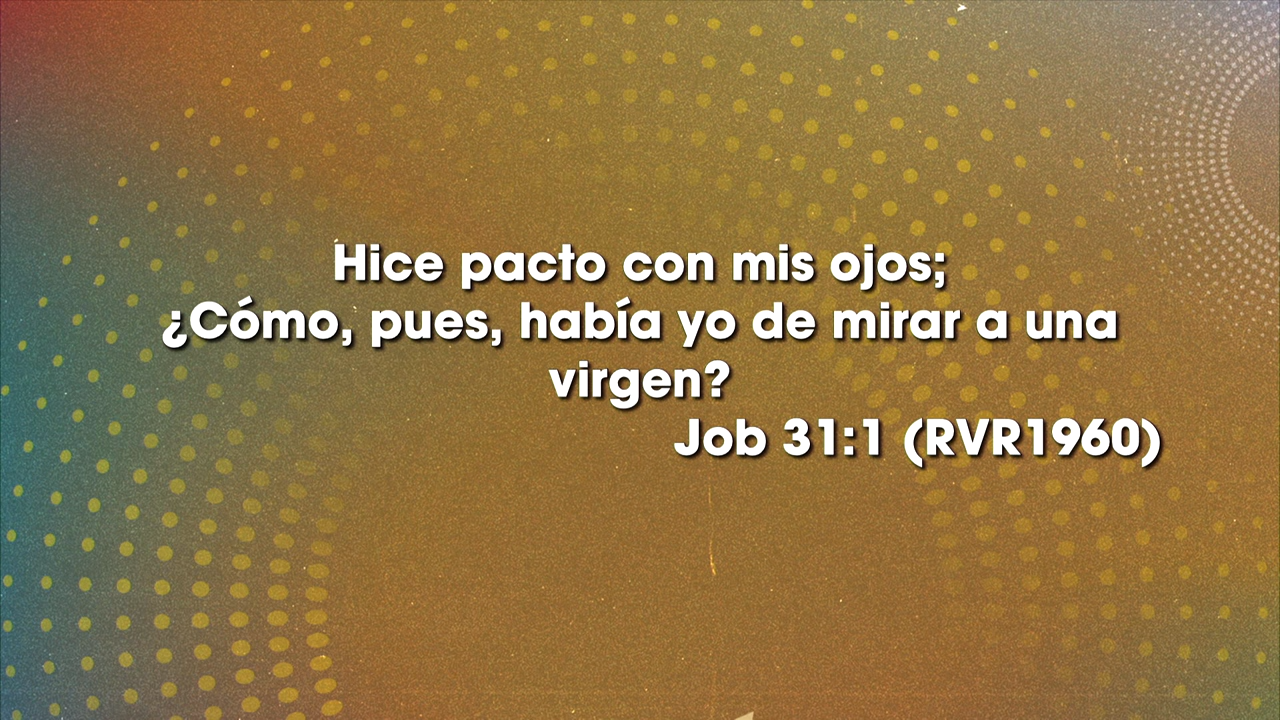 Hice pacto con mis ojos;
¿Cómo, pues, había yo de mirar a una
virgen?
Job 31:1 (RVR1960)